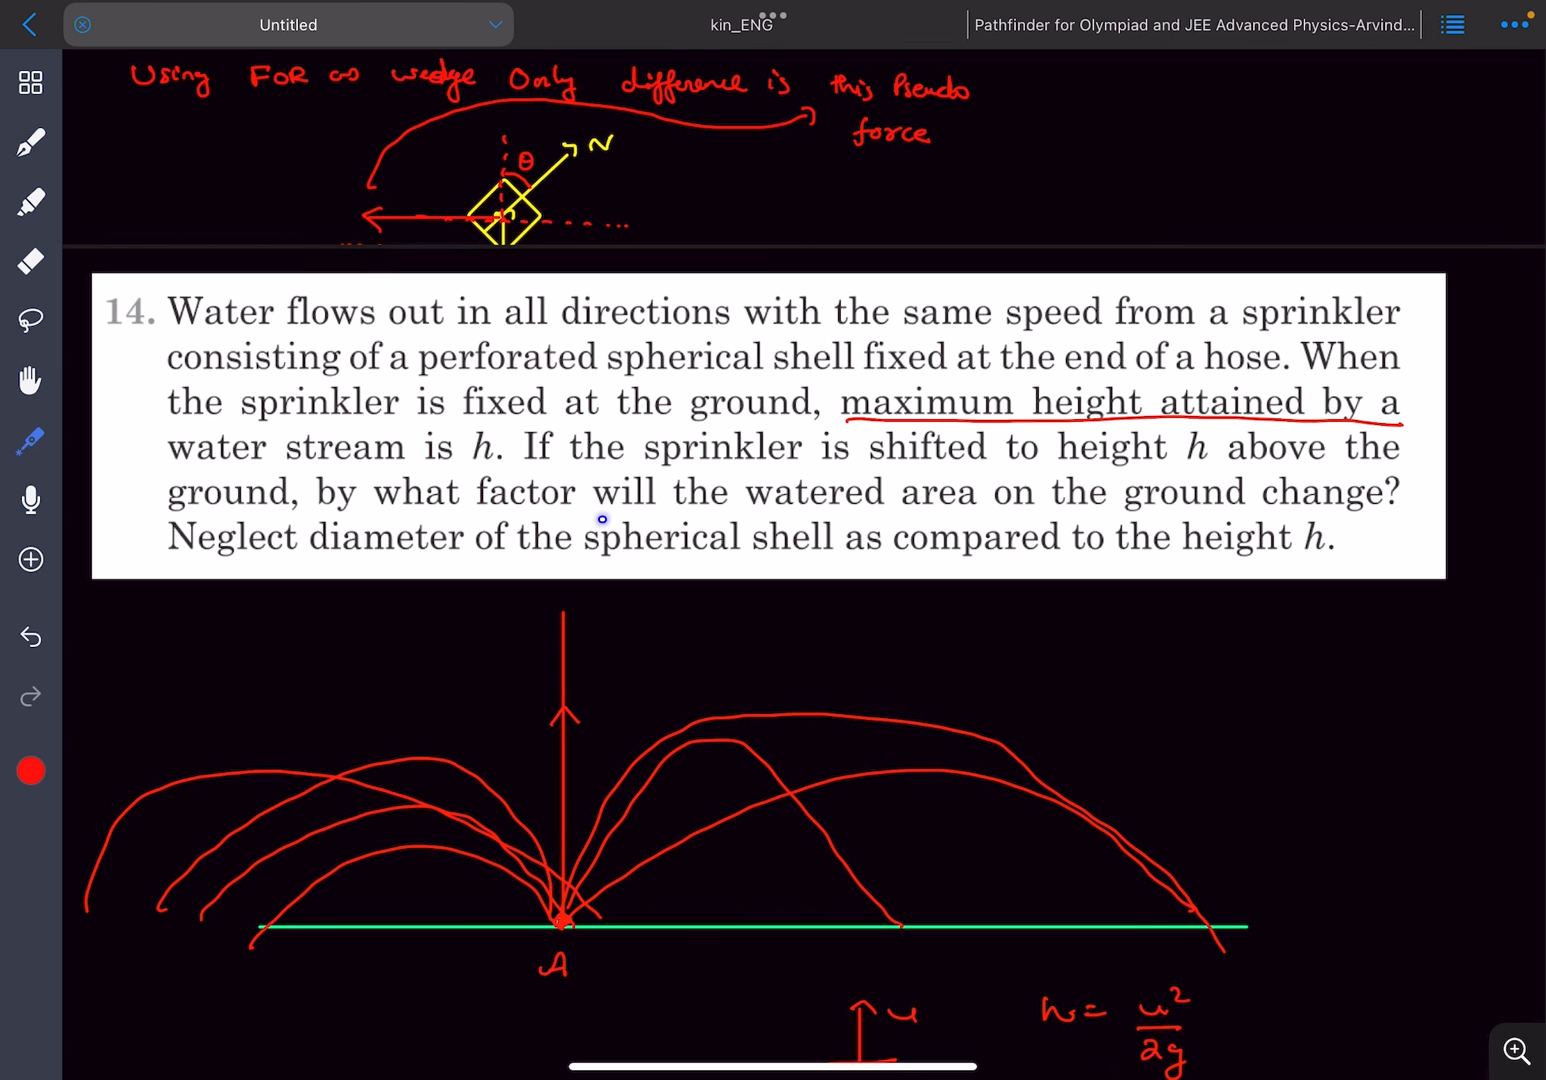 Untitled
kin_ENG
Pathfinder for Olympiad and JEE Advanced Physics-Arvind...
Using FOR as wedge Only difference is this Pseudo
force
θ
N
14. Water flows out in all directions with the same speed from a sprinkler
consisting of a perforated spherical shell fixed at the end of a hose. When
the sprinkler is fixed at the ground, maximum height attained by a
water stream is h. If the sprinkler is shifted to height h above the
ground, by what factor will the watered area on the ground change?
Neglect diameter of the spherical shell as compared to the height h.
A
u
h = u²
2g